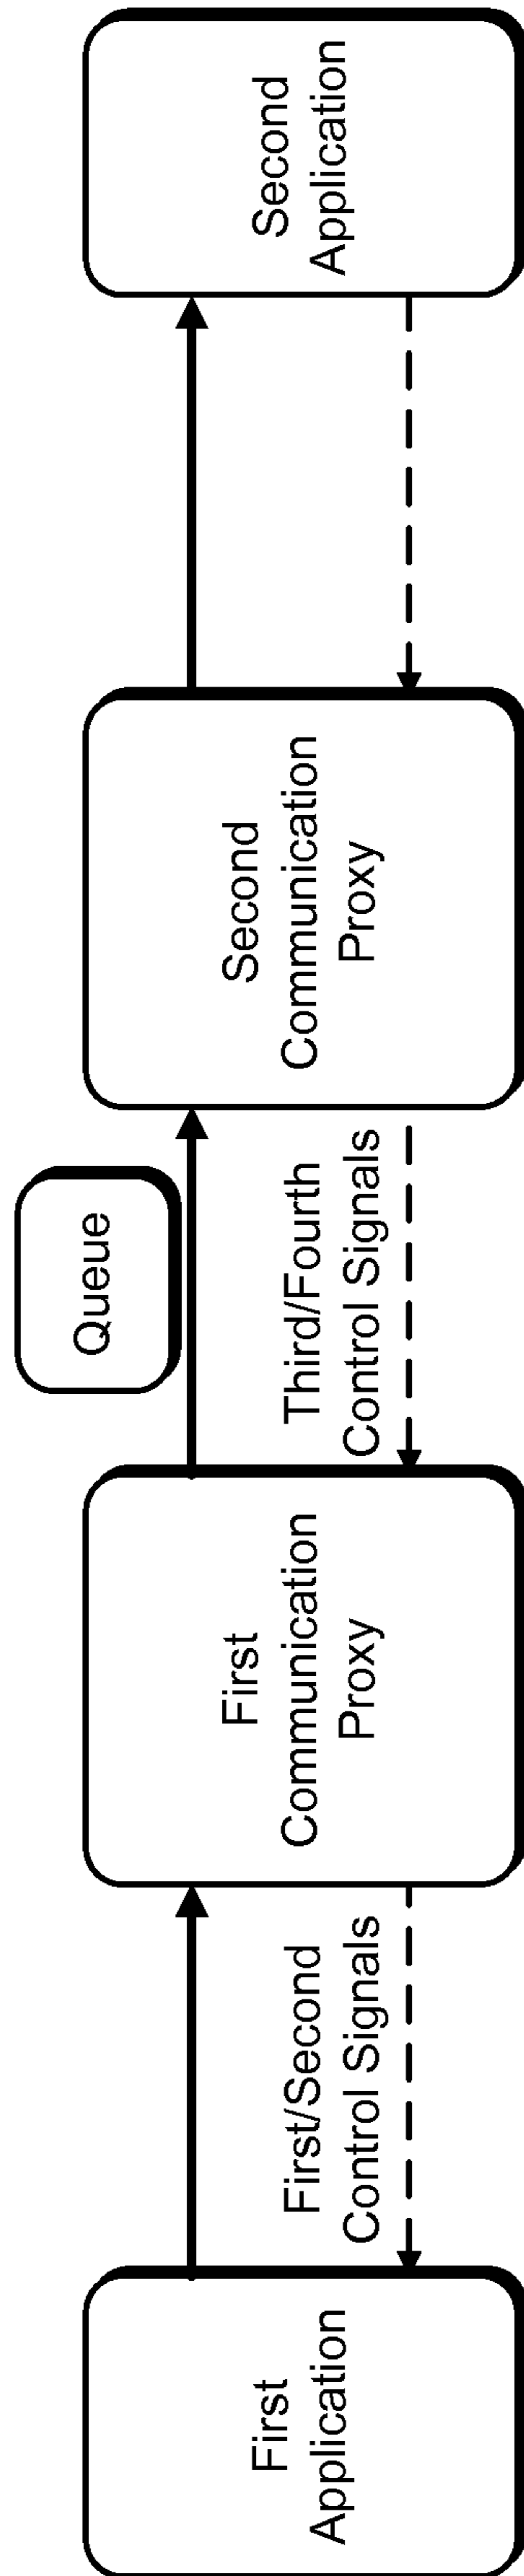 First
Application
First/Second
Control Signals
First
Communication
Proxy
Queue
Third/Fourth
Control Signals
Second
Communication
Proxy
Second
Application